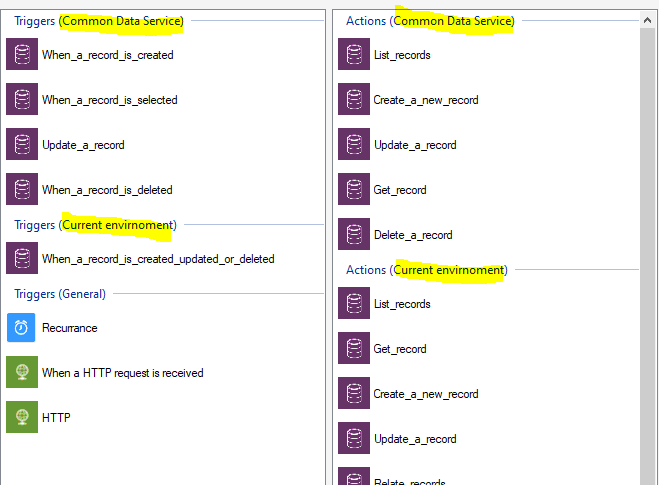 Triggers (Common Data Service)
When_a_record_is_created
When_a_record_is_selected
Update_a_record
When_a_record_is_deleted
Triggers (Current envirnoment)
When_a_record_is_created_updated_or_deleted
Triggers (General)
Recurrance
When a HTTP request is received
HTTP
Actions (Common Data Service)
List_records
Create_a_new_record
Update_a_record
Get_record
Delete_a_record
Actions (Current envirnoment)
List_records
Get_record
Create_a_new_record
Update_a_record
Relate_records